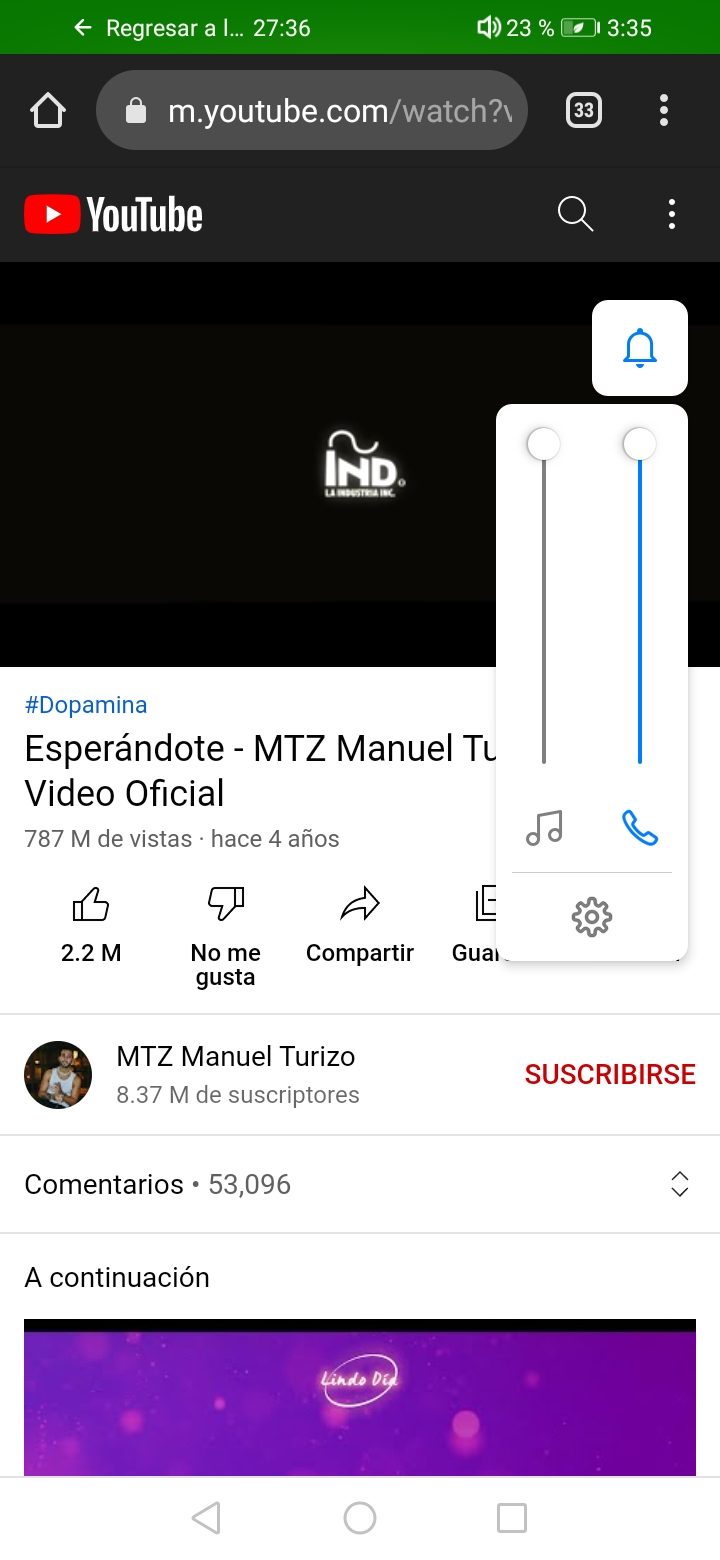 Regresar a l... 27:36
23 % 3:35
m.youtube.com/watch?v
33
YouTube
IND.
LA INDUSTRIA INC.
#Dopamina
Esperándote - MTZ Manuel Tu
Video Oficial
787 M de vistas · hace 4 años
2.2 M
No me
gusta
Compartir
Guar
MTZ Manuel Turizo
8.37 M de suscriptores
SUSCRIBIRSE
Comentarios • 53,096
A continuación
Lindo Día